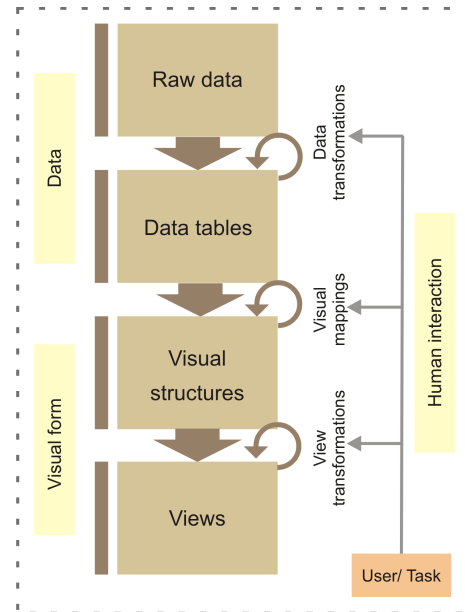 Raw data
Data
Data
transformations
Data tables
Visual
mappings
Human interaction
Visual
structures
Visual form
View
transformations
Views
User/ Task